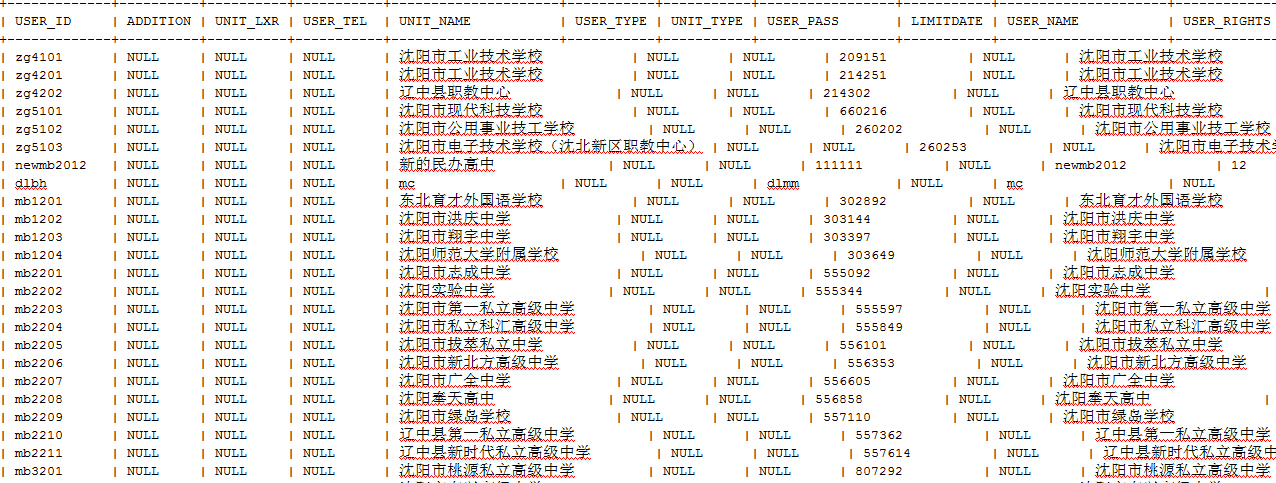 | USER_ID | ADDITION | UNIT_LXR | USER_TEL | UNIT_NAME | USER_TYPE | UNIT_TYPE | USER_PASS | LIMITDATE | USER_NAME | USER_RIGHTS
| zg4101 | NULL | NULL | NULL | 沈阳市工业技术学校 | NULL | NULL | 209151 | NULL | 沈阳市工业技术学校
| zg4201 | NULL | NULL | NULL | 沈阳市工业技术学校 | NULL | NULL | 214251 | NULL | 沈阳市工业技术学校
| zg4202 | NULL | NULL | NULL | 辽中县职教中心 | NULL | NULL | 214302 | NULL | 辽中县职教中心
| zg5101 | NULL | NULL | NULL | 沈阳市现代科技学校 | NULL | NULL | 660216 | NULL | 沈阳市现代科技学校
| zg5102 | NULL | NULL | NULL | 沈阳市公用事业技工学校 | NULL | NULL | 260202 | NULL | 沈阳市公用事业技工学校
| zg5103 | NULL | NULL | NULL | 沈阳市电子技术学校（沈北新区职教中心） | NULL | NULL | 260253 | NULL | 沈阳市电子技术学
| newmb2012 | NULL | NULL | NULL | 新的民办高中 | NULL | NULL | 111111 | NULL | newmb2012 | 12
| dlbh | NULL | NULL | NULL | mc | NULL | NULL | dlmm | NULL | mc | NULL
| mb1201 | NULL | NULL | NULL | 东北育才外国语学校 | NULL | NULL | 302892 | NULL | 东北育才外国语学校
| mb1202 | NULL | NULL | NULL | 沈阳市洪庆中学 | NULL | NULL | 303144 | NULL | 沈阳市洪庆中学
| mb1203 | NULL | NULL | NULL | 沈阳市翔宇中学 | NULL | NULL | 303397 | NULL | 沈阳市翔宇中学
| mb1204 | NULL | NULL | NULL | 沈阳师范大学附属学校 | NULL | NULL | 303649 | NULL | 沈阳师范大学附属学校
| mb2201 | NULL | NULL | NULL | 沈阳市志成中学 | NULL | NULL | 555092 | NULL | 沈阳市志成中学
| mb2202 | NULL | NULL | NULL | 沈阳实验中学 | NULL | NULL | 555344 | NULL | 沈阳实验中学 |
| mb2203 | NULL | NULL | NULL | 沈阳市第一私立高级中学 | NULL | NULL | 555597 | NULL | 沈阳市第一私立高级中学
| mb2204 | NULL | NULL | NULL | 沈阳市私立科汇高级中学 | NULL | NULL | 555849 | NULL | 沈阳市私立科汇高级中学
| mb2205 | NULL | NULL | NULL | 沈阳市拔萃私立中学 | NULL | NULL | 556101 | NULL | 沈阳市拔萃私立中学
| mb2206 | NULL | NULL | NULL | 沈阳市新北方高级中学 | NULL | NULL | 556353 | NULL | 沈阳市新北方高级中学
| mb2207 | NULL | NULL | NULL | 沈阳市广全中学 | NULL | NULL | 556605 | NULL | 沈阳市广全中学
| mb2208 | NULL | NULL | NULL | 沈阳搴天高中 | NULL | NULL | 556858 | NULL | 沈阳搴天高中 |
| mb2209 | NULL | NULL | NULL | 沈阳市绿岛学校 | NULL | NULL | 557110 | NULL | 沈阳市绿岛学校
| mb2210 | NULL | NULL | NULL | 辽中县第一私立高级中学 | NULL | NULL | 557362 | NULL | 辽中县第一私立高级中学
| mb2211 | NULL | NULL | NULL | 辽中县新时代私立高级中学 | NULL | NULL | 557614 | NULL | 辽中县新时代私立高级中
| mb3201 | NULL | NULL | NULL | 沈阳市桃源私立高级中学 | NULL | NULL | 807292 | NULL | 沈阳市桃源私立高级中学